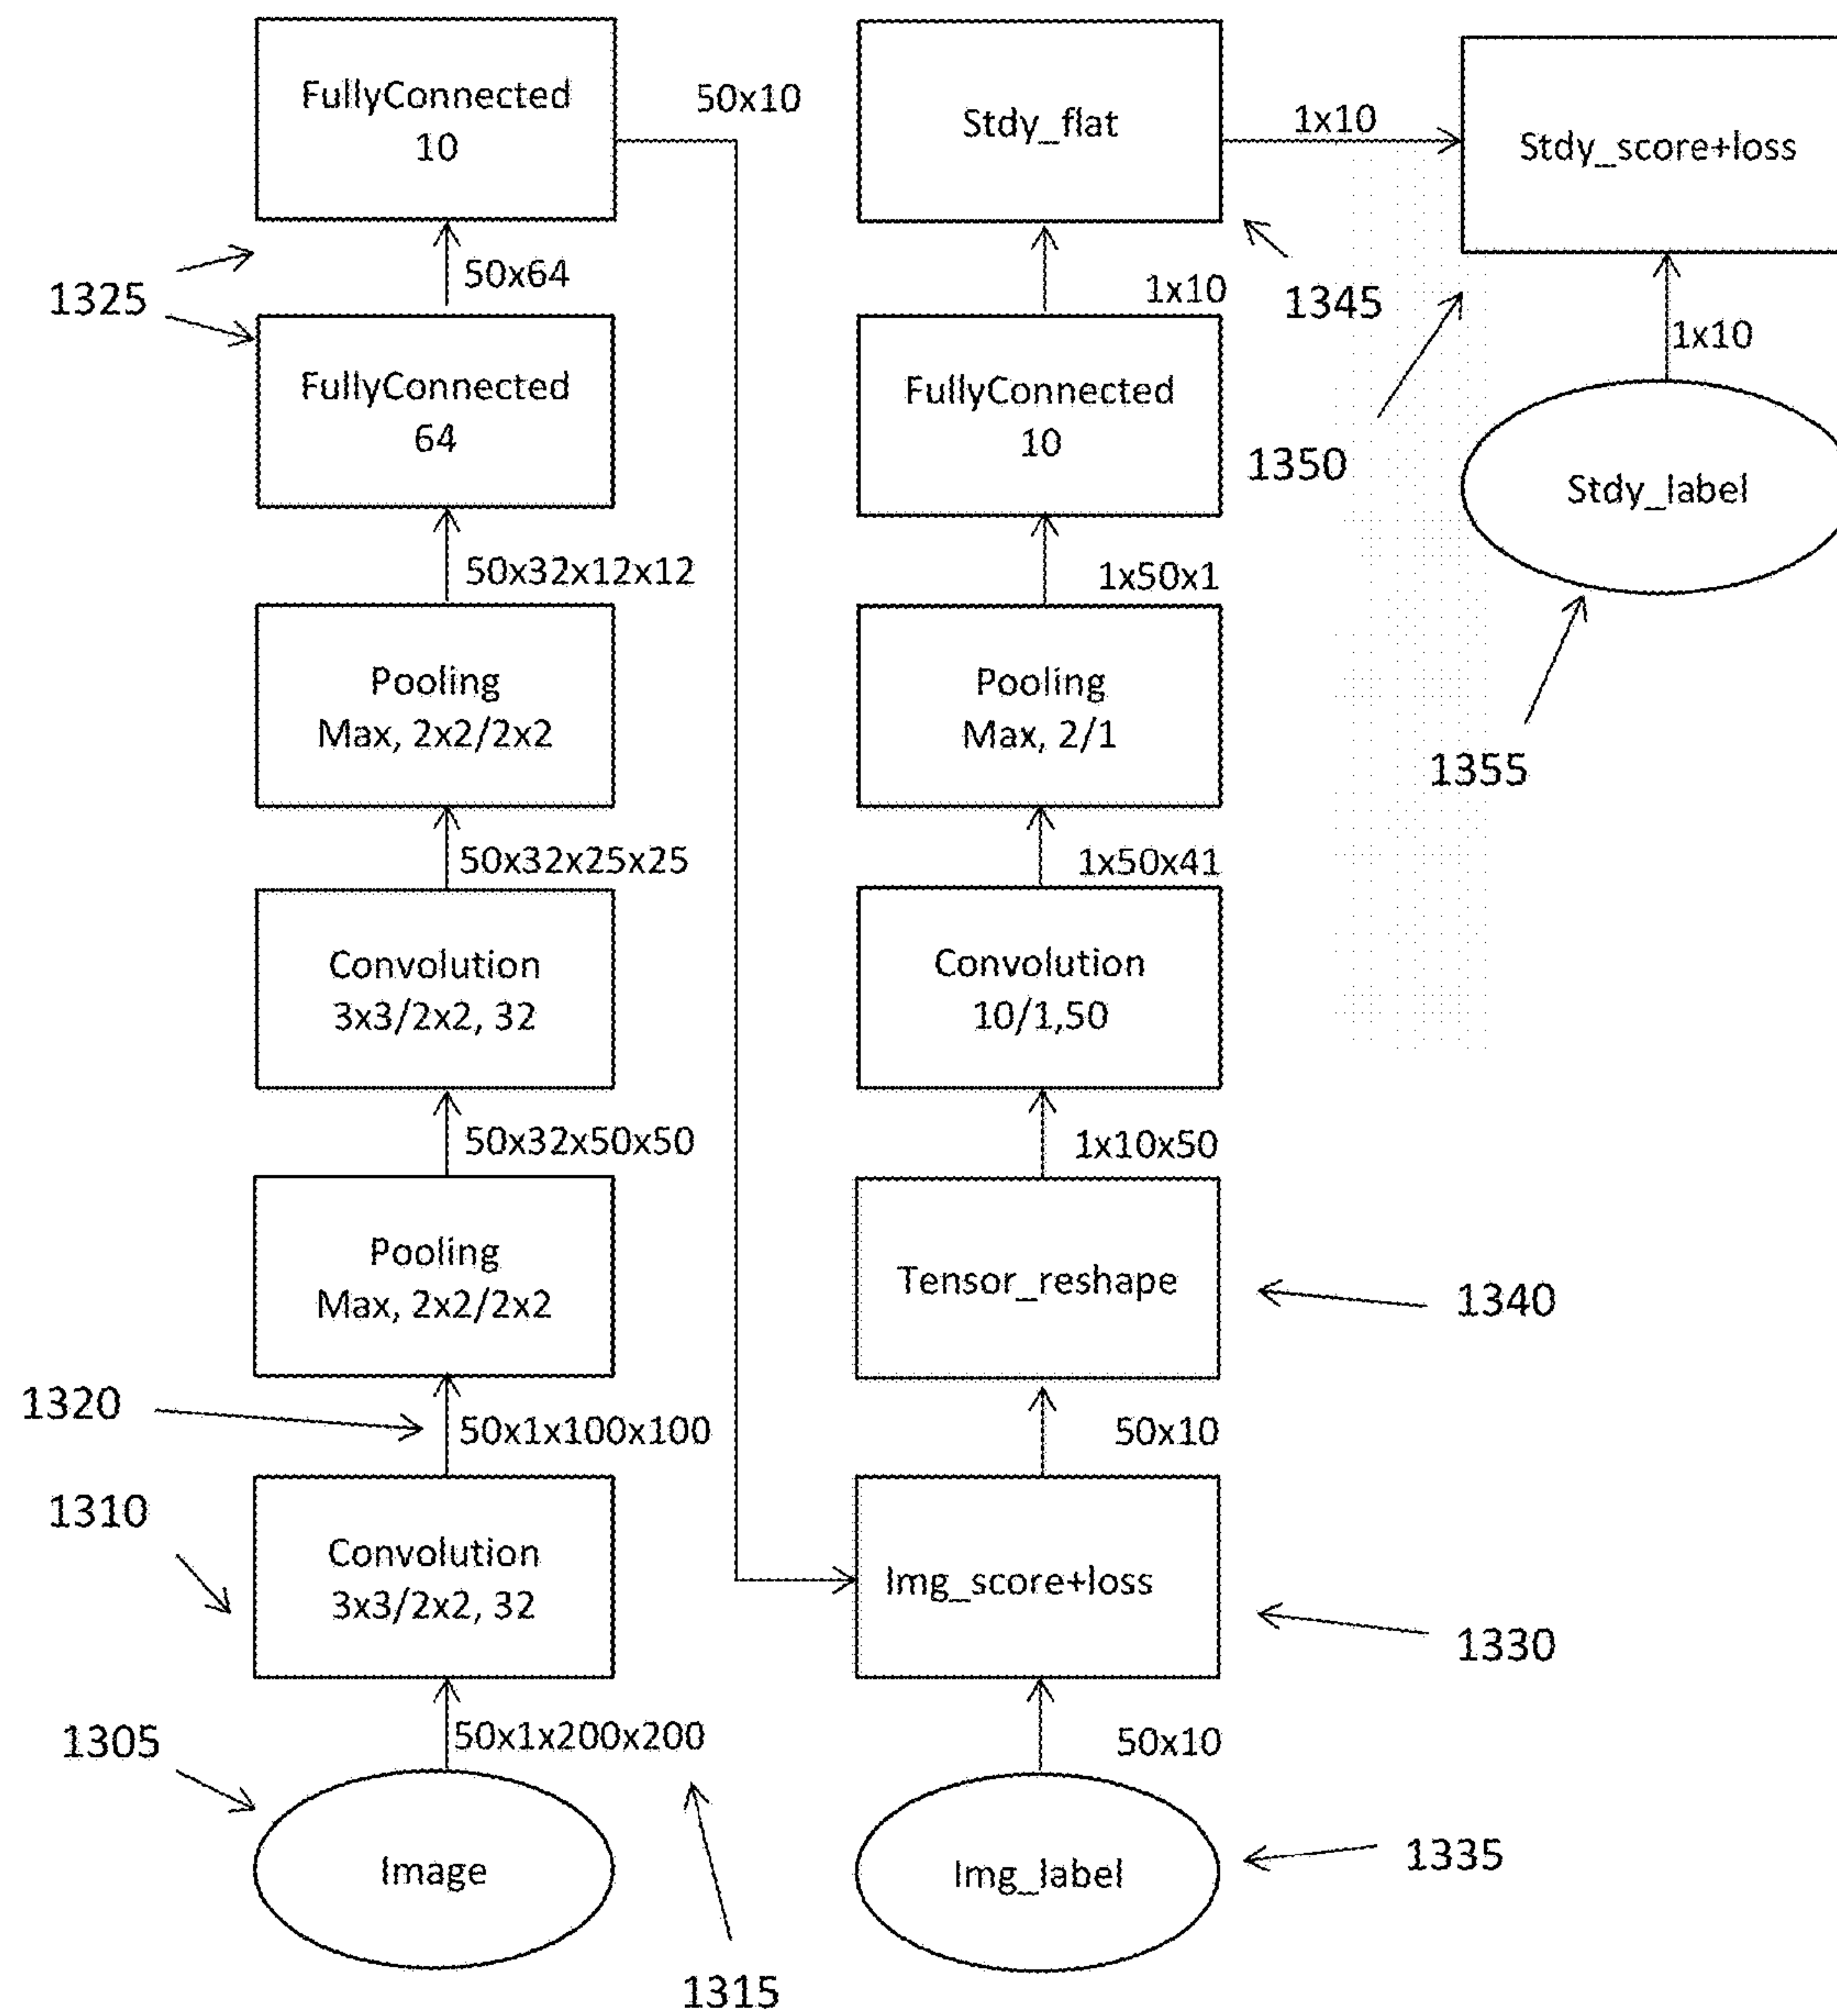 FullyConnected
10
50x10
Stdy_flat
1x10
Stdy_score+loss
1325
50x64
1x10
1345
1x10
FullyConnected
64
FullyConnected
10
1350
Stdy_label
50x32x12x12
1x50x1
Pooling
Max, 2x2/2x2
Pooling
Max, 2/1
1355
50x32x25x25
1x50x41
Convolution
3x3/2x2, 32
Convolution
10/1,50
50x32x50x50
1x10x50
Pooling
Max, 2x2/2x2
Tensor_reshape
1340
1320
50x1x100x100
50x10
1310
Convolution
3x3/2x2, 32
Img_score+loss
1330
1305
50x1x200x200
50x10
Image
Img_label
1335
1315